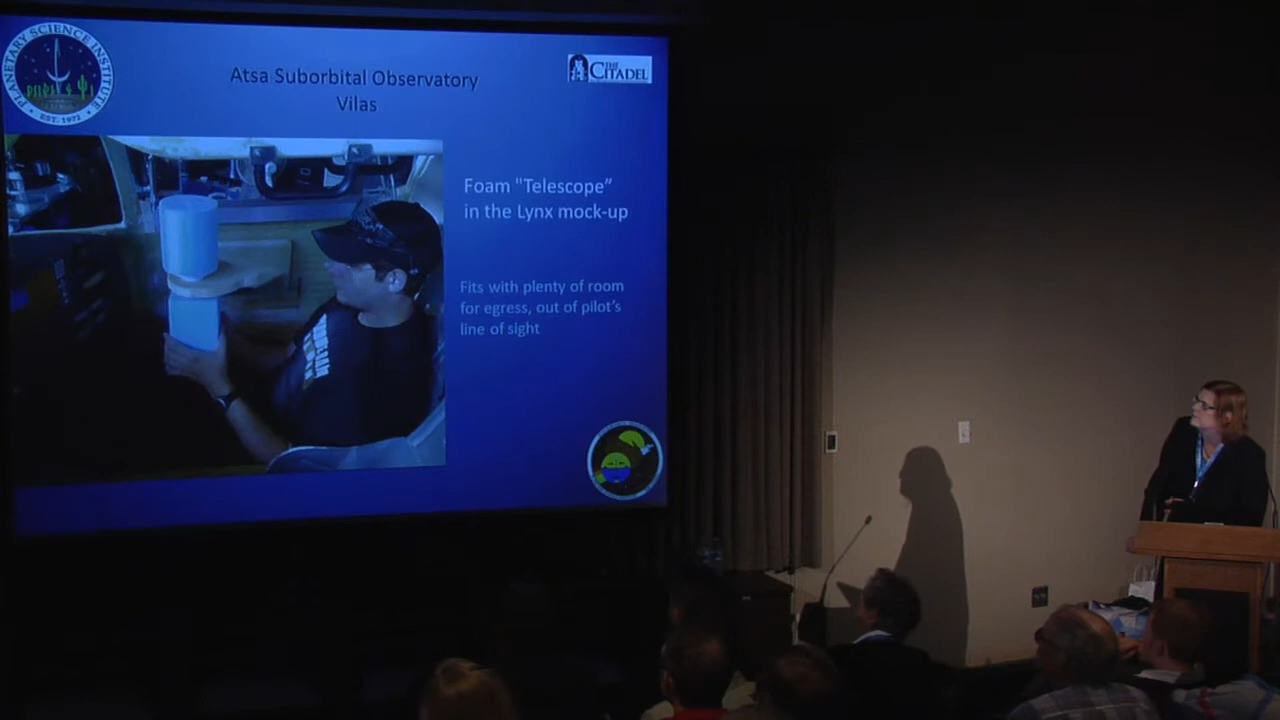 PLANETARY SCIENCE INSTITUTE
EST. 1972
Atsa Suborbital Observatory
Vilas
THE CITADEL
Foam "Telescope”
in the Lynx mock-up
Fits with plenty of room
for egress, out of pilot’s
line of sight